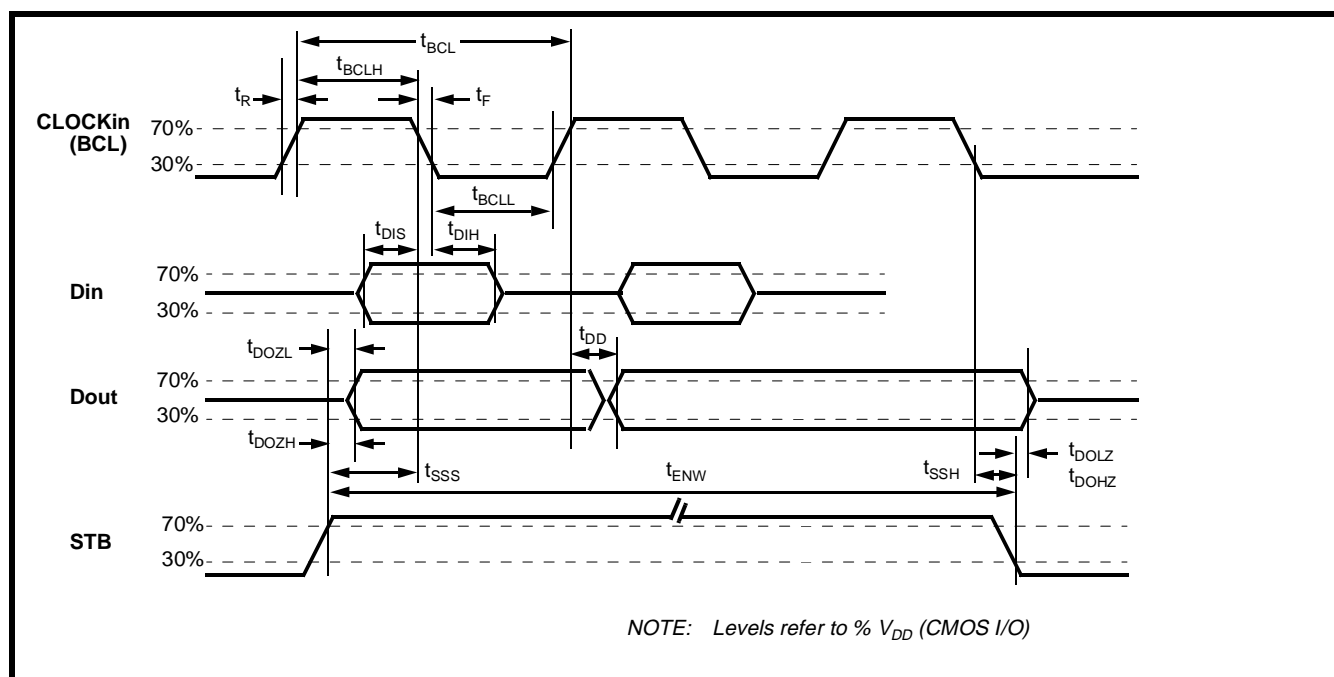 tBCL
tBCLH
tR
tF
CLOCKin
(BCL)
70%
30%
tBCLL
tDIS
tDIH
70%
Din
30%
tDOZL
tDD
70%
Dout
30%
tDOZH
tSSS
tENW
tSSH
tDOLZ
tDOHZ
70%
STB
30%
NOTE: Levels refer to % VDD (CMOS I/O)